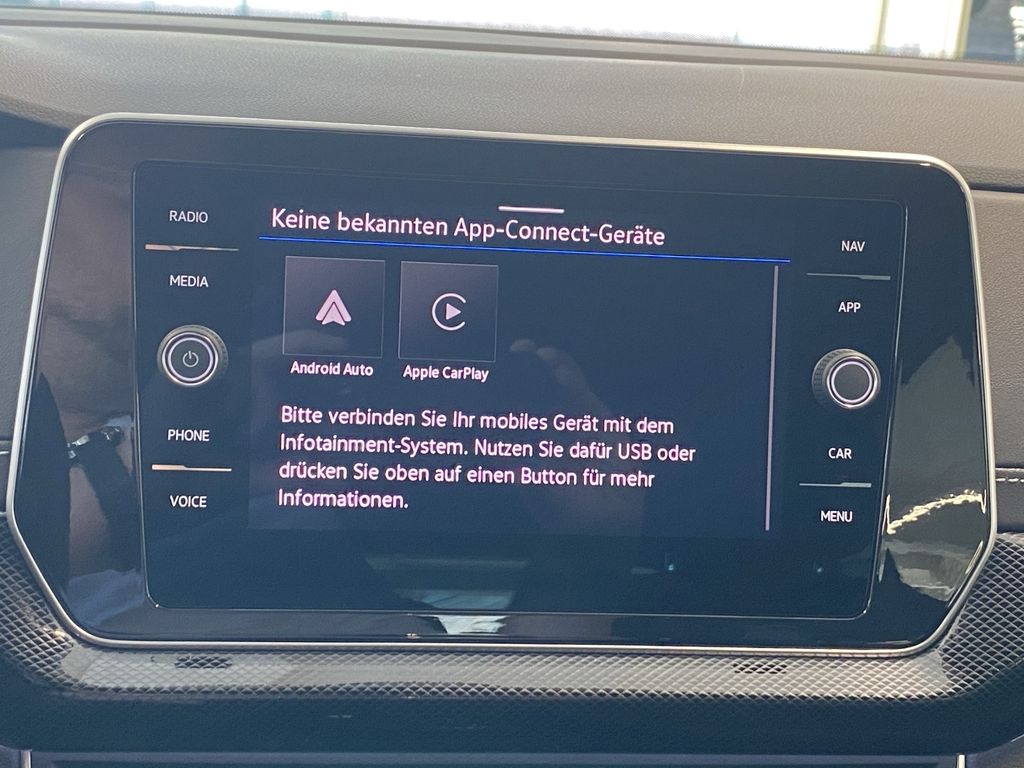 RADIO
MEDIA
PHONE
VOICE
Keine bekannten App-Connect-Geräte
Android Auto
Apple CarPlay
Bitte verbinden Sie Ihr mobiles Gerät mit dem
Infotainment-System. Nutzen Sie dafür USB oder
drücken Sie oben auf einen Button für mehr
Informationen.
NAV
APP
CAR
MENU